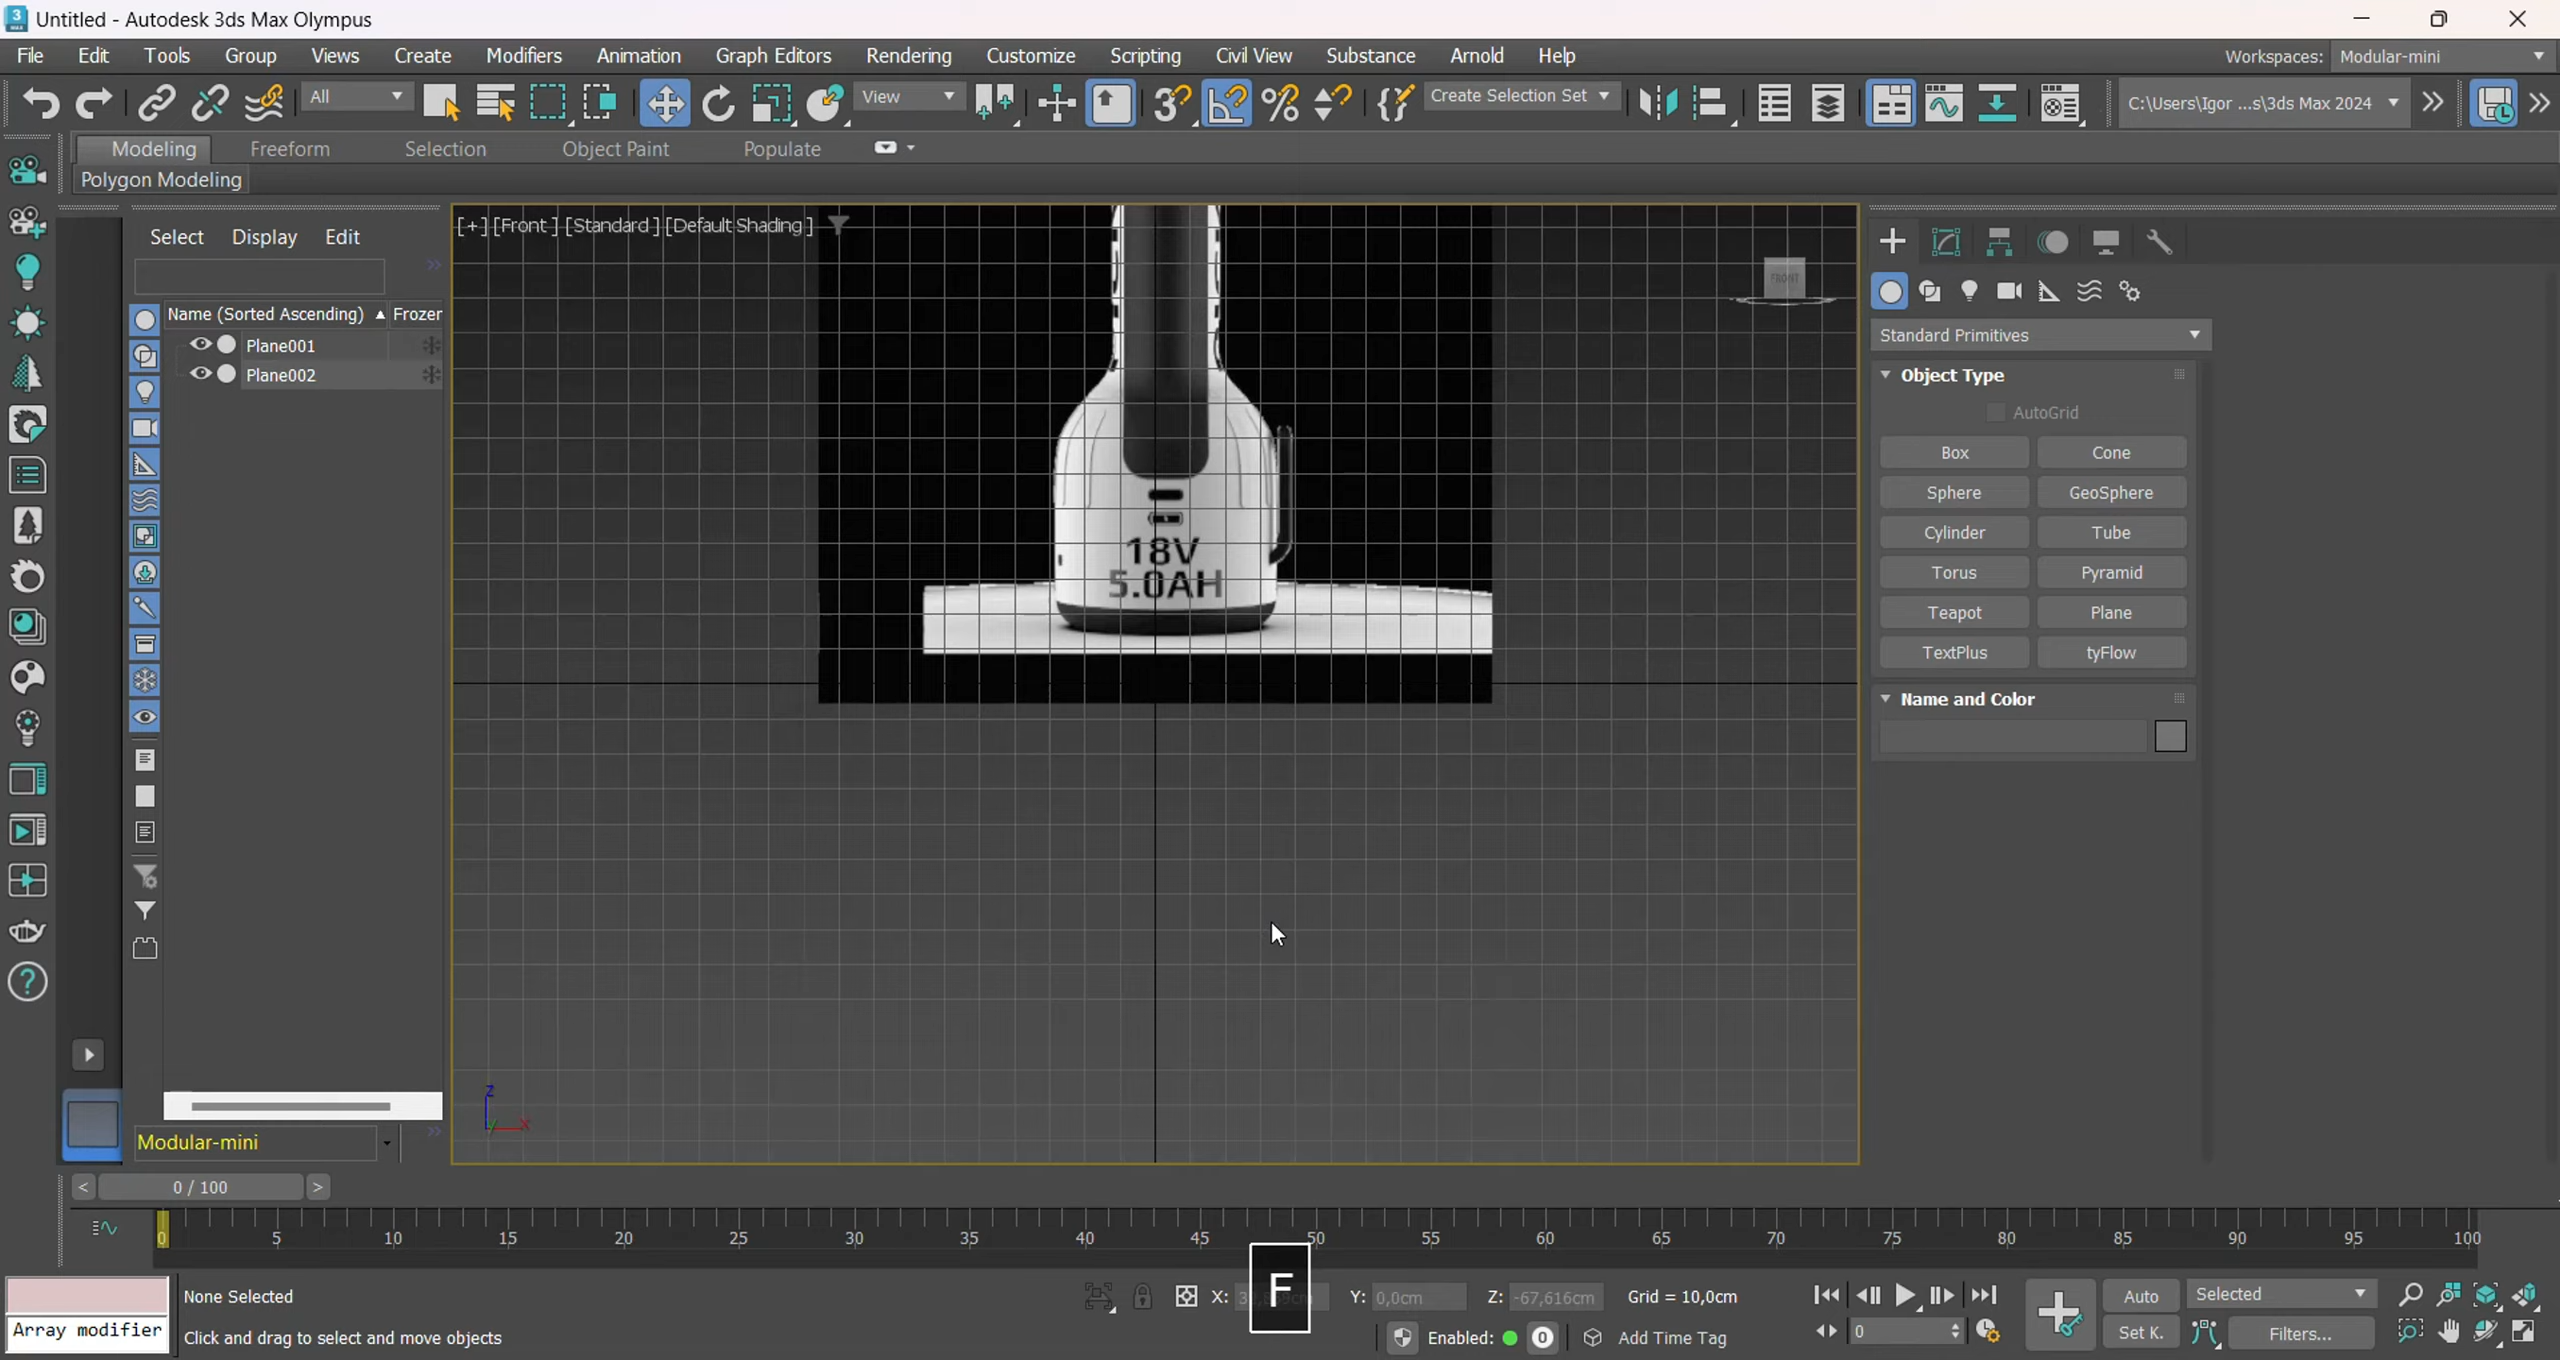 Untitled - Autodesk 3ds Max Olympus
File Edit Tools Group Views Create Modifiers Animation Graph Editors Rendering Customize Scripting Civil View Substance Arnold Help
Workspaces: Modular-mini
All
View
Create Selection Set
C:\Users\Igor ...s\3ds Max 2024
Modeling Freeform Selection Object Paint Populate
Polygon Modeling
Select Display Edit
[+] [Front ] [Standard ] [Default Shading ]
FRONT
Name (Sorted Ascending) Frozen
Plane001
Plane002
Standard Primitives
Object Type
AutoGrid
Box Cone
Sphere GeoSphere
Cylinder Tube
Torus Pyramid
Teapot Plane
TextPlus tyFlow
Name and Color
18V
5.0AH
z
x
Modular-mini
< 0 / 100 >
0 5 10 15 20 25 30 35 40 45 50 55 60 65 70 75 80 85 90 95 100
F
None Selected
X: Y: 0,0cm Z: -67,616cm Grid = 10,0cm
Auto Selected
Array modifier
Click and drag to select and move objects
Enabled: 0 Add Time Tag
0
Set K. Filters...